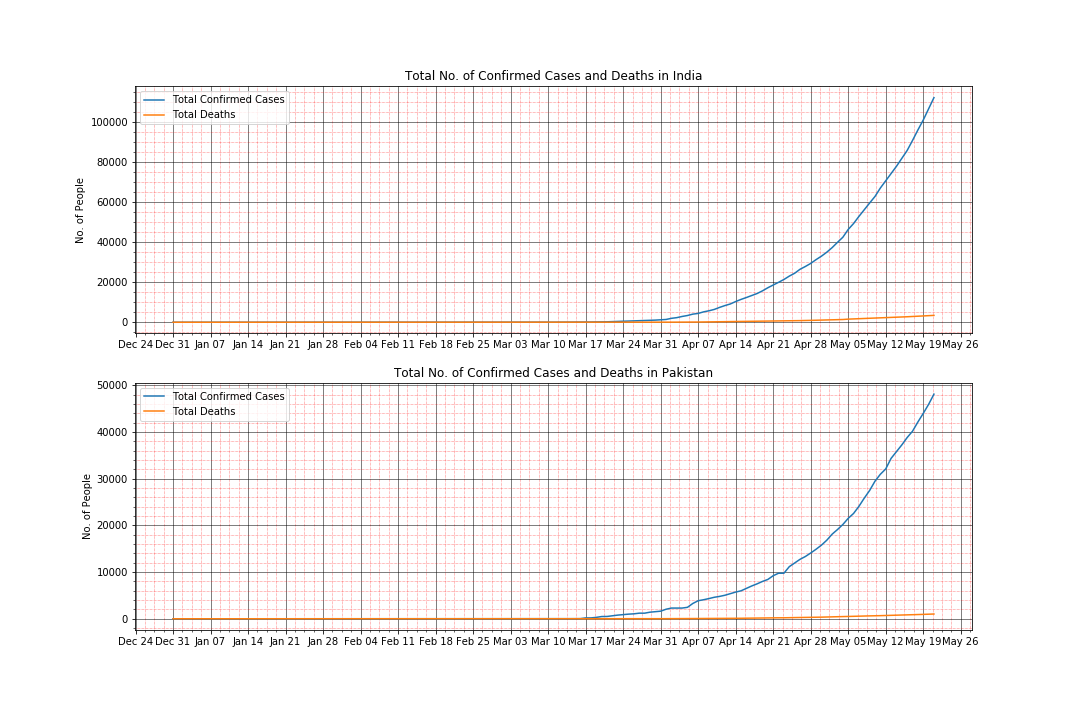 Total No. of Confirmed Cases and Deaths in India
Total Confirmed Cases
Total Deaths
No. of People
100000
80000
60000
40000
20000
0
Dec 24 Dec 31 Jan 07 Jan 14 Jan 21 Jan 28 Feb 04 Feb 11 Feb 18 Feb 25 Mar 03 Mar 10 Mar 17 Mar 24 Mar 31 Apr 07 Apr 14 Apr 21 Apr 28 May 05 May 12 May 19 May 26
Total No. of Confirmed Cases and Deaths in Pakistan
Total Confirmed Cases
Total Deaths
No. of People
50000
40000
30000
20000
10000
0
Dec 24 Dec 31 Jan 07 Jan 14 Jan 21 Jan 28 Feb 04 Feb 11 Feb 18 Feb 25 Mar 03 Mar 10 Mar 17 Mar 24 Mar 31 Apr 07 Apr 14 Apr 21 Apr 28 May 05 May 12 May 19 May 26